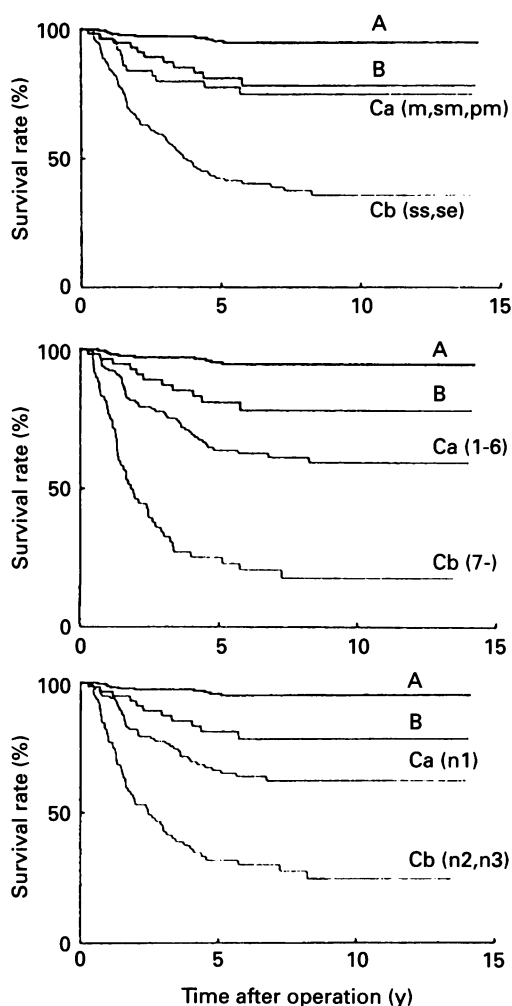 100
50
0
Survival rate (%)
A
B
Ca (m,sm,pm)
Cb (ss,se)
0 5 10 15
100
50
0
Survival rate (%)
A
B
Ca (1-6)
Cb (7-)
0 5 10 15
100
50
0
Survival rate (%)
A
B
Ca (n1)
Cb (n2,n3)
0 5 10 15
Time after operation (y)